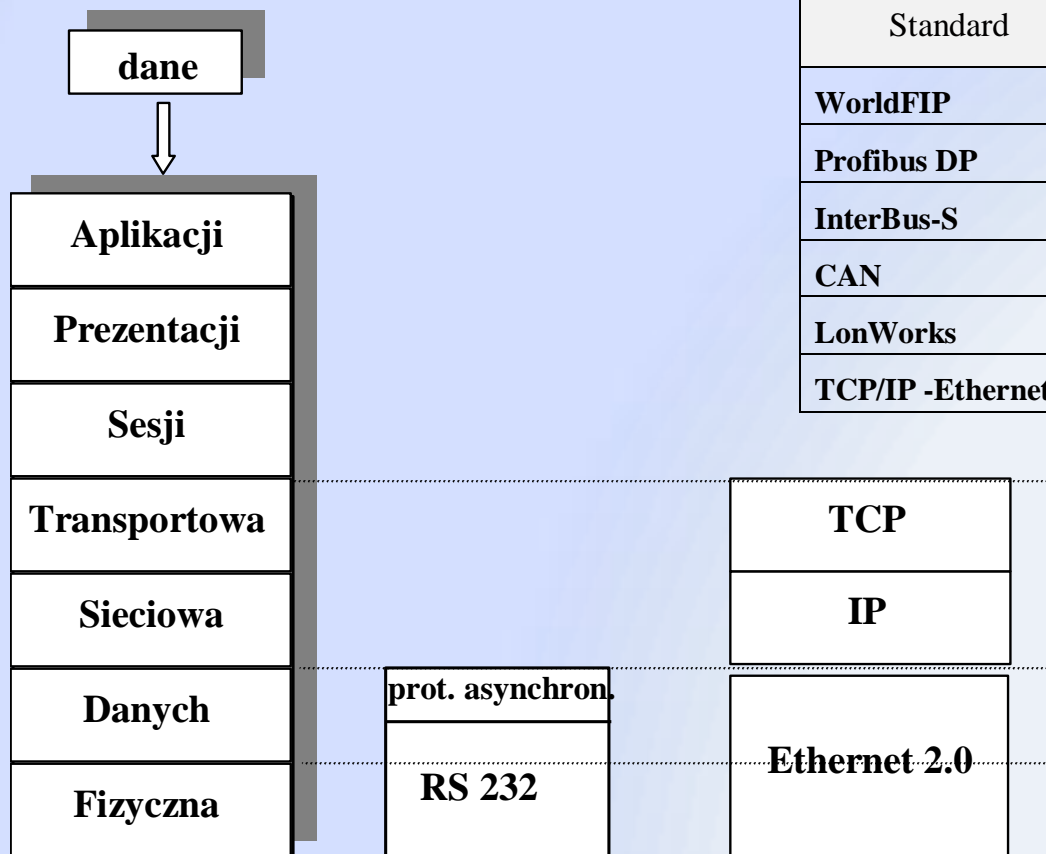 dane
Aplikacji
Prezentacji
Sesji
Transportowa
Sieciowa
Danych
Fizyczna
prot. asynchron.
RS 232
TCP
IP
Ethernet 2.0
Standard
WorldFIP
Profibus DP
InterBus-S
CAN
LonWorks
TCP/IP -Ethernet